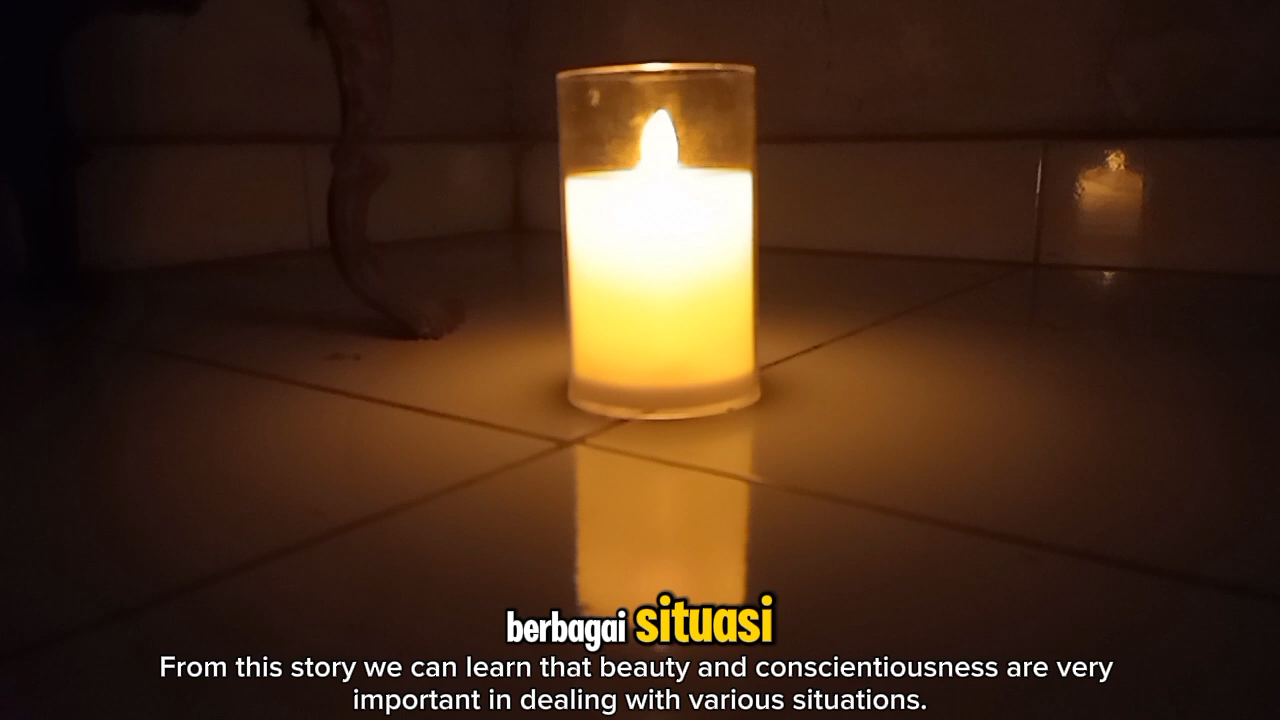 berbagai situasi
From this story we can learn that beauty and conscientiousness are very
important in dealing with various situations.